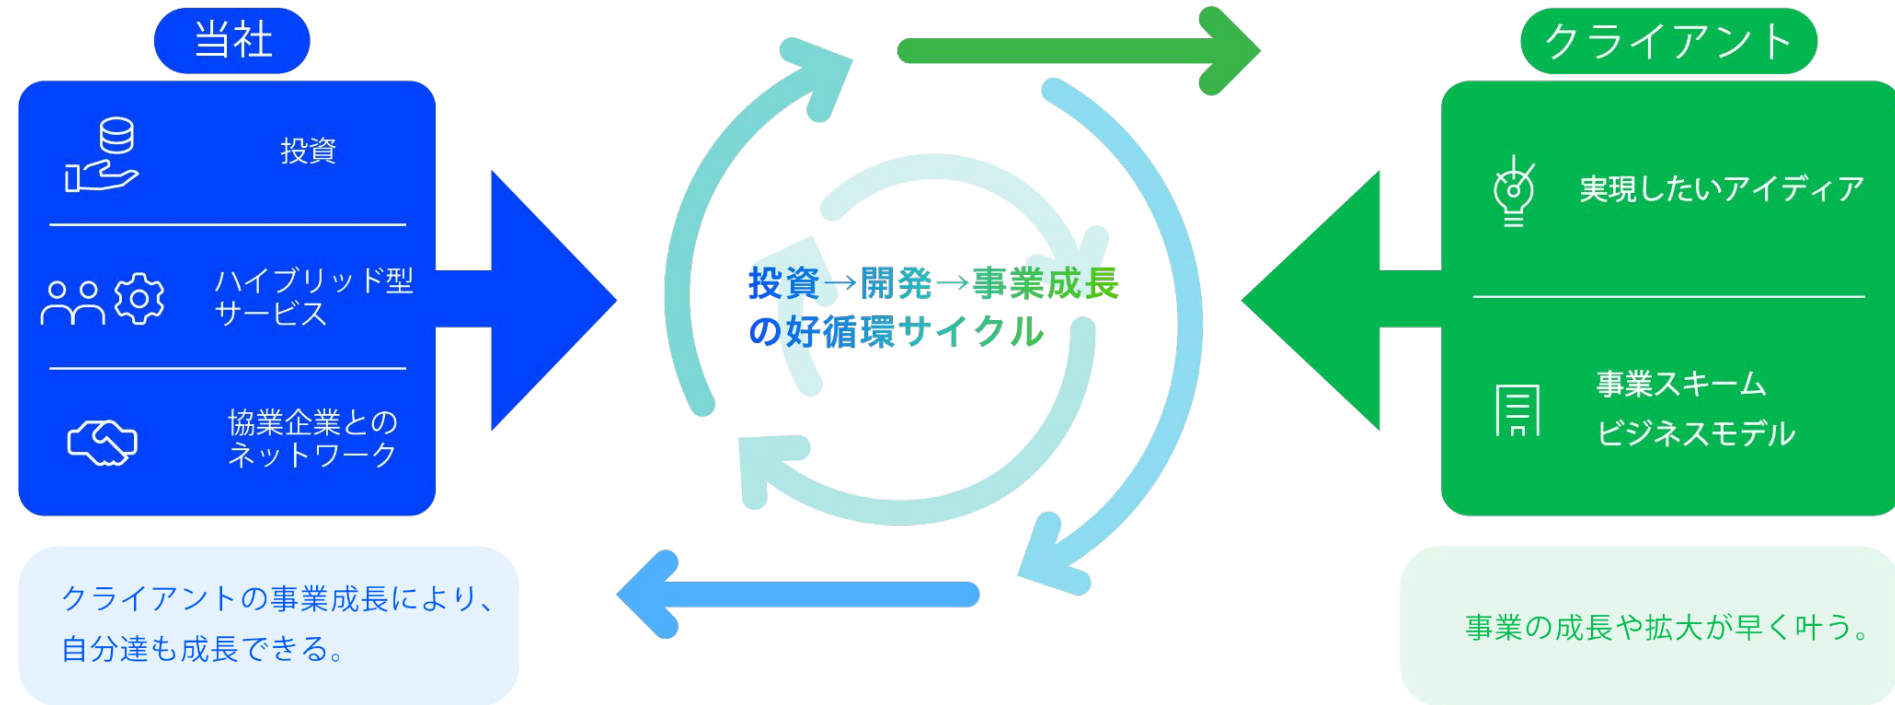 当社
投資
ハイブリッド型
サービス
協業企業との
ネットワーク
クライアントの事業成長により、
自分達も成長できる。
投資→開発→事業成長
の好循環サイクル
クライアント
実現したいアイディア
事業スキーム
ビジネスモデル
事業の成長や拡大が早く叶う。